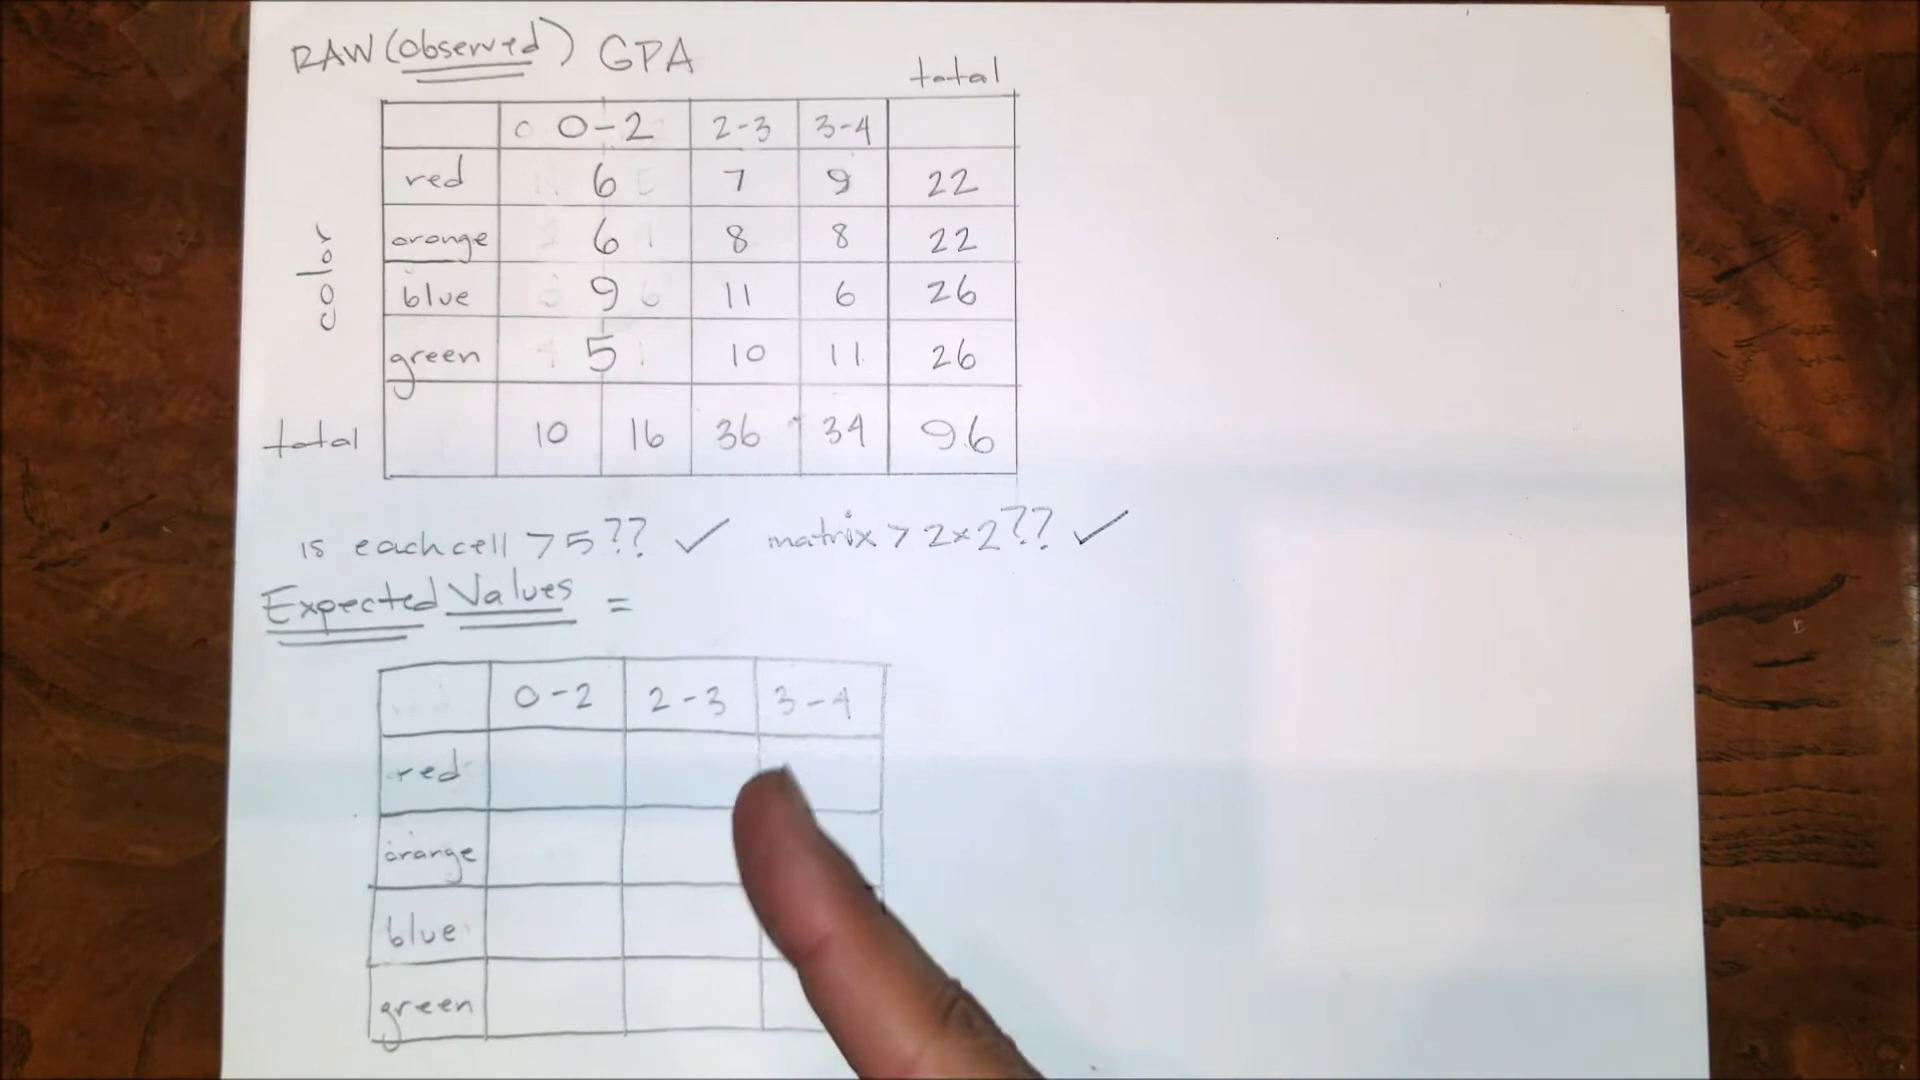 RAW (observed) GPA
total
0-2 2-3 3-4
red 6 7 9 22
orange 6 8 8 22
color
blue 9 11 6 26
green 5 10 11 26
total 10 16 36 34 96
is each cell > 5?? ✓ matrix > 2x2?? ✓
Expected Values =
0-2 2-3 3-4
red
orange
blue
green